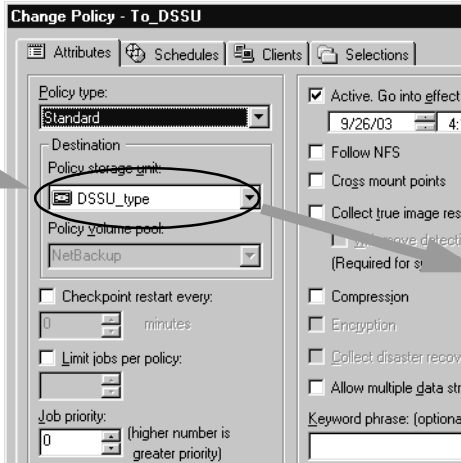 Change Policy - To_DSSU
Attributes Schedules Clients Selections
Policy type:
Standard
Destination
Policy storage unit:
DSSU_type
Policy volume pool:
NetBackup
Checkpoint restart every:
0 minutes
Limit jobs per policy:
Job priority:
0 (higher number is
greater priority)
Active. Go into effect
9/26/03 4:
Follow NFS
Cross mount points
Collect true image res
(Required for
Compression
Encryption
Collect disaster recov
Allow multiple data str
Keyword phrase: (optiona